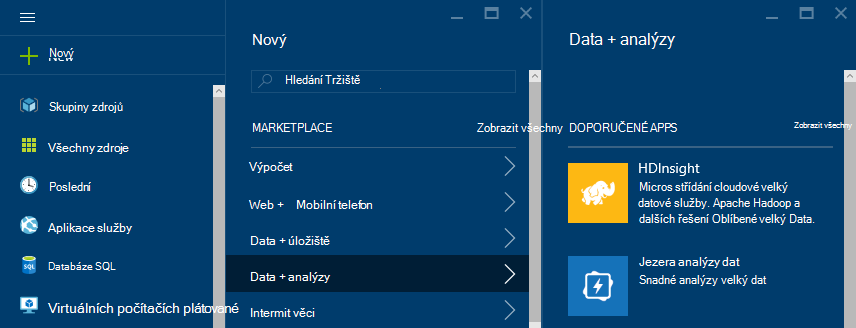 Nový
Skupiny zdrojů
Všechny zdroje
Poslední
Aplikace služby
SQL Databáze SQL
Virtuálních počítačích plátované
Nový
Hledání Tržiště
MARKETPLACE Zobrazit všechny
Výpočet
Web + Mobilní telefon
Data + úložiště
Data + analýzy
Intermit věci
Data + analýzy
DOPORUČENÉ APPS Zobrazit všechny
HDInsight
Micros střídání cloudové velký
datové služby. Apache Hadoop a
dalších řešení Oblíbené velký Data.
Jezera analýzy dat
Snadné analýzy velký dat